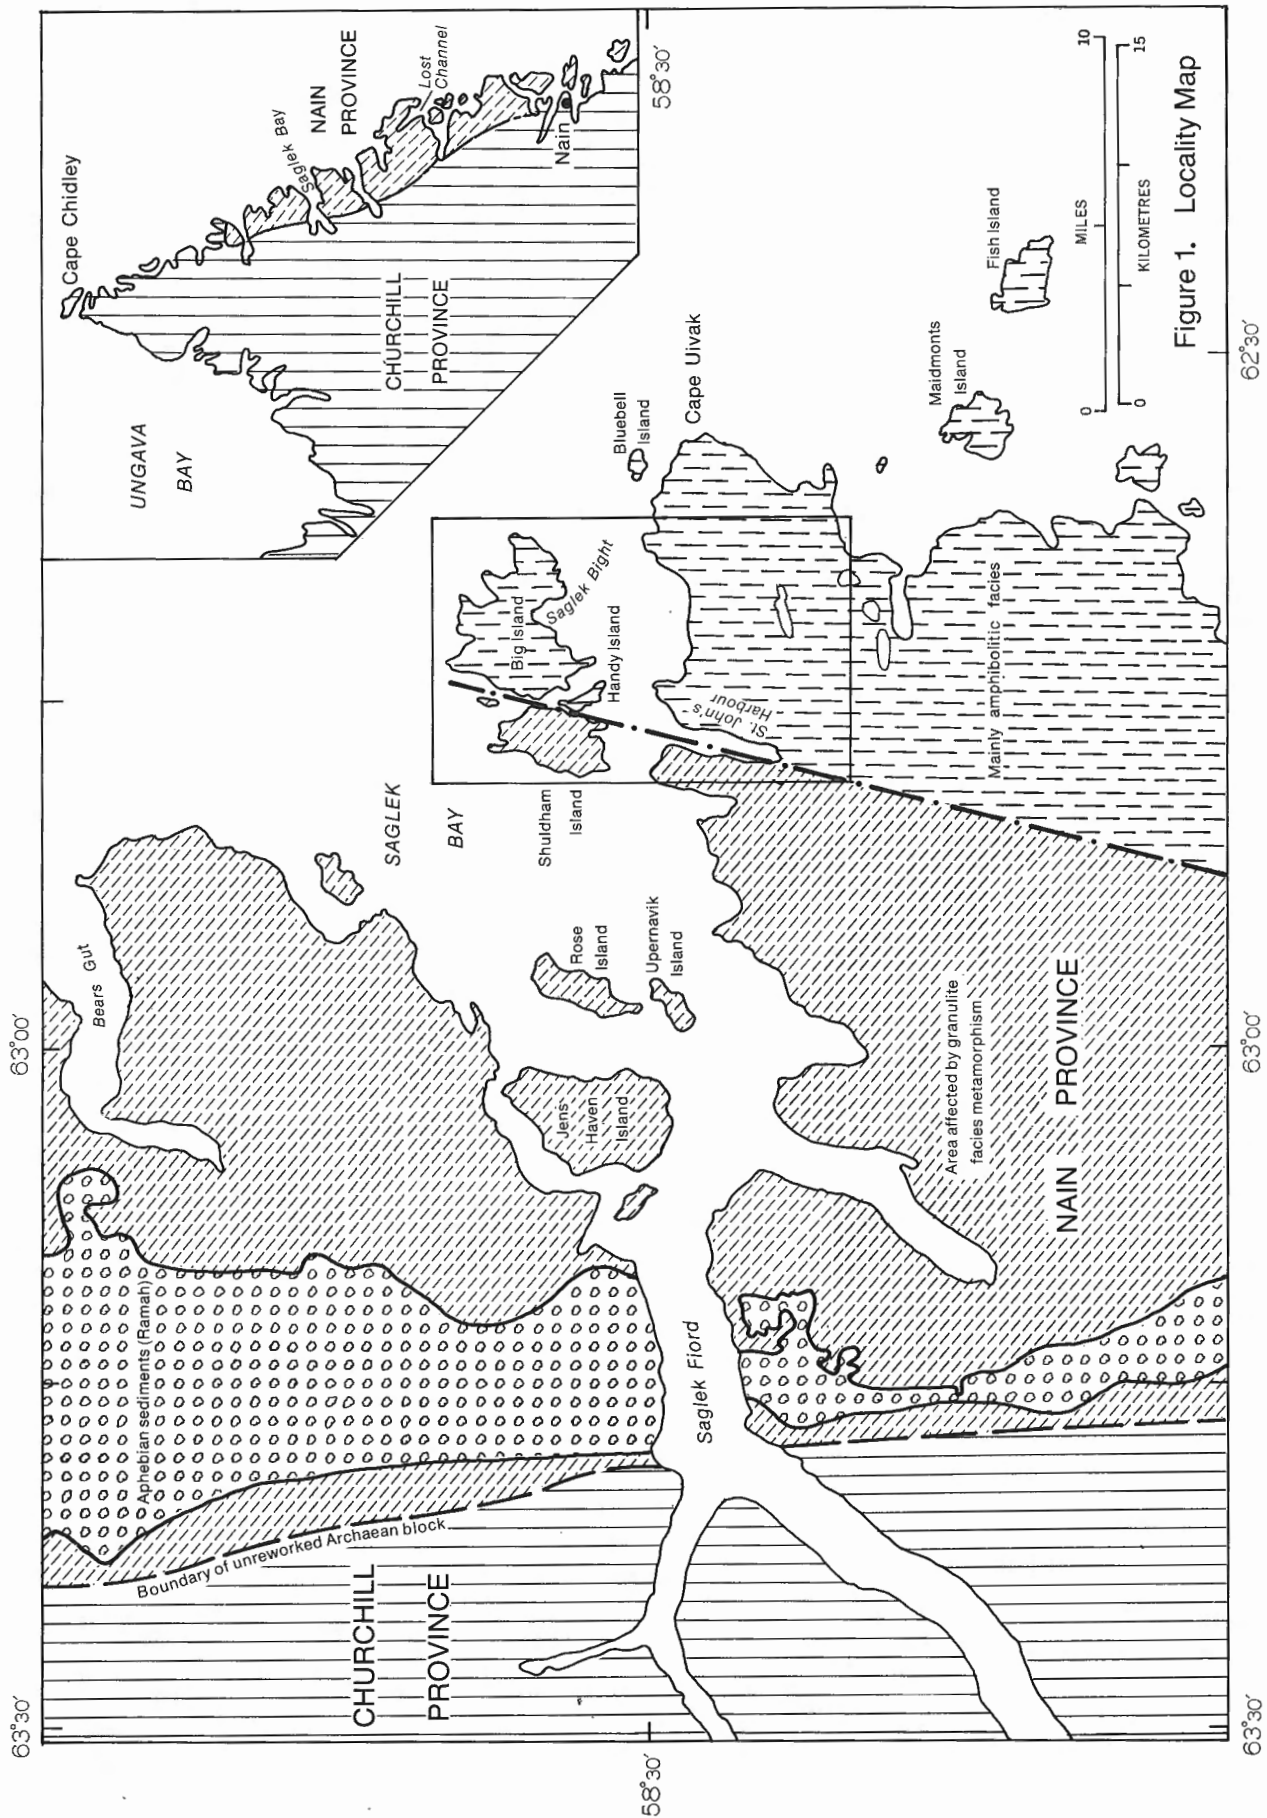 63°30'
63°00'
Cape Chidley
UNGAVA
BAY
Saglek Bay
NAIN
PROVINCE
Lost
Channel
Nain
CHURCHILL
PROVINCE
58°30'
Bears Gut
Aphebian sediments (Ramah)
Boundary of unreworked Archaean block
CHURCHILL
PROVINCE
SAGLEK
BAY
Jens
Haven
Island
Rose
Island
Upernavik
Island
Shuldham
Island
Big Island
Saglek Bight
Handy Island
Bluebell
Island
Cape Uivak
St. John's
Harbour
Saglek Fiord
58°30'
Area affected by granulite
facies metamorphism
NAIN PROVINCE
Mainly amphibolitic facies
Maidmonts
Island
Fish Island
0 MILES 10
0 KILOMETRES 15
Figure 1. Locality Map
63°30'
63°00'
62°30'